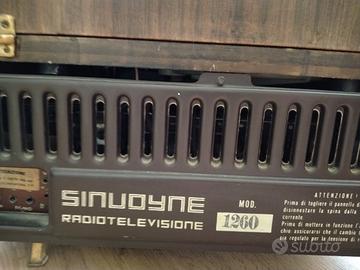 SINUDYNE
RADIOTELEVISIONE
MOD.
1260
ATTENZIONE
Prima di togliere il pannello
disinnestare la spina dalla
corrente.
Prima di mettere in funzione l'
chio assicurarsi che il cambio
sia regolato per la tensione di
subito